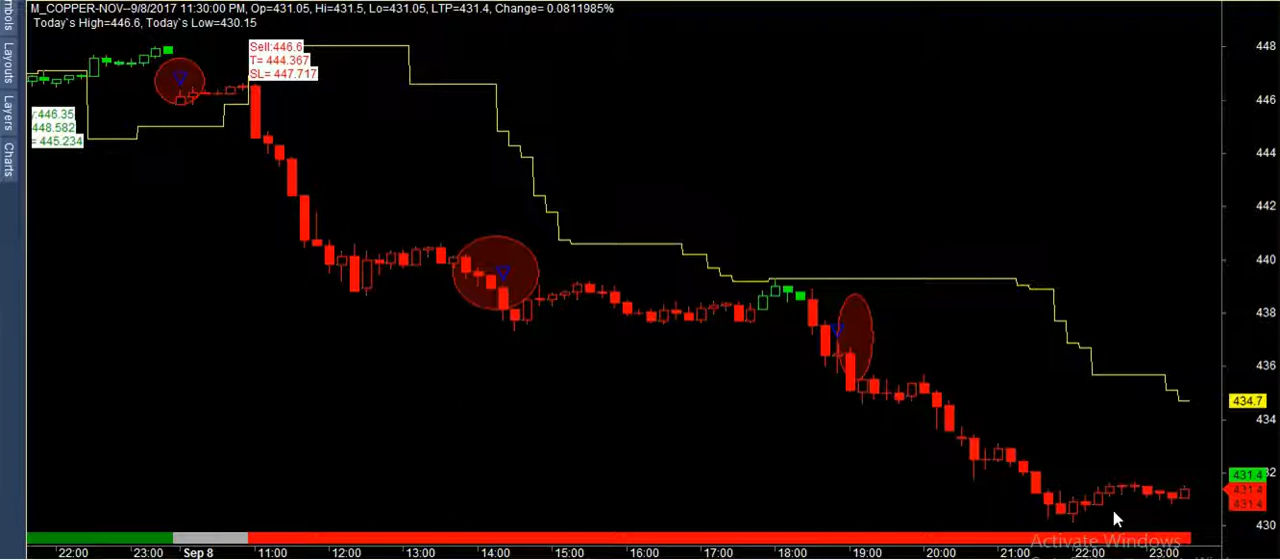 M_COPPER-NOV--9/8/2017 11:30:00 PM, Op=431.05, Hi=431.5, Lo=431.05, LTP=431.4, Change= 0.0811985%
Today`s High=446.6, Today`s Low=430.15
Layouts
Layers
Charts
Sell:446.6
T= 444.367
SL= 447.717
:446.35
448.582
= 445.234
448
446
444
442
440
438
436
434.7
434
431.4
431.4
431.4
430
Activate Windows
22:00 23:00 Sep 8 11:00 12:00 13:00 14:00 15:00 16:00 17:00 18:00 19:00 20:00 21:00 22:00 23:00